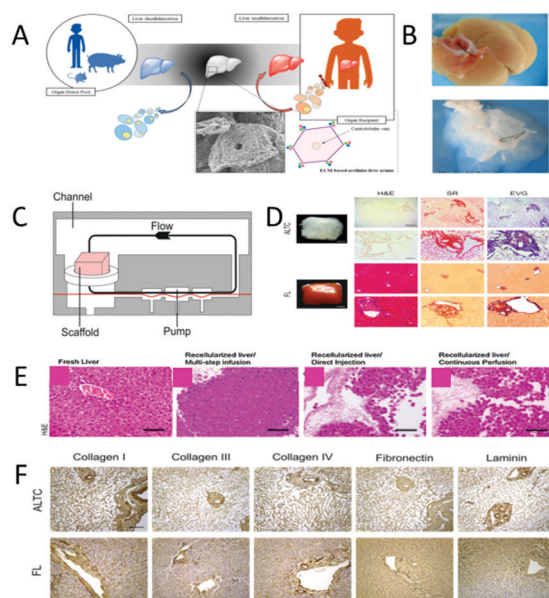 A
Liver decellularization
Liver recellularization
Organ Donor Pool
Organ Recipient
Centrolobular vein
ECM-based acellular liver acinus
B
C
Channel
Flow
Scaffold
Pump
D
H&E
SR
EVG
ALTC
FL
E
Fresh Liver
Recellularized liver/
Multi-step infusion
Recellularized liver/
Direct Injection
Recellularized liver/
Continuous Perfusion
H&E
F
Collagen I
Collagen III
Collagen IV
Fibronectin
Laminin
ALTC
FL